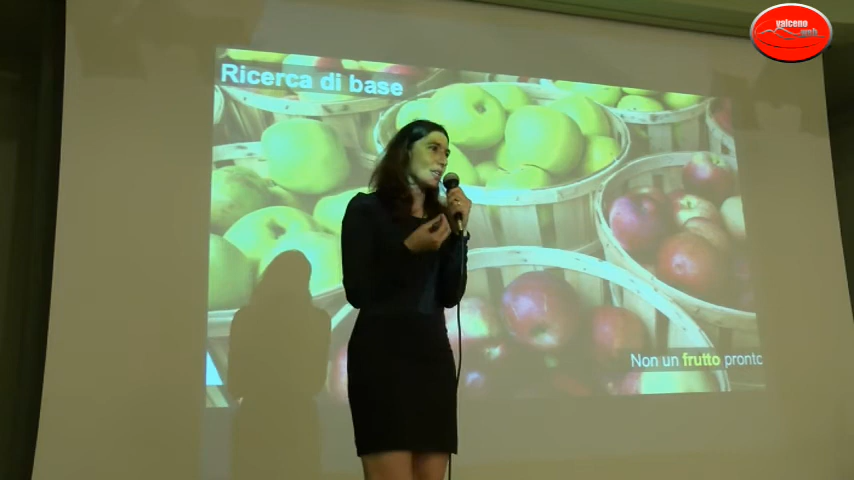 valceno
web
Ricerca di base
Non un frutto pronto